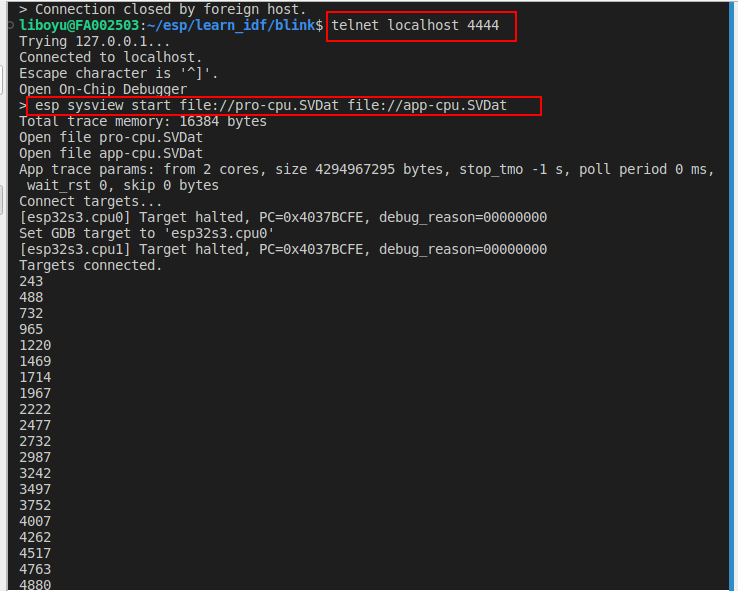 > Connection closed by foreign host.
liboyu@FA002503:~/esp/learn_idf/blink$ telnet localhost 4444
Trying 127.0.0.1...
Connected to localhost.
Escape character is '^]'.
Open On-Chip Debugger
> esp sysview start file://pro-cpu.SVDat file://app-cpu.SVDat
Total trace memory: 16384 bytes
Open file pro-cpu.SVDat
Open file app-cpu.SVDat
App trace params: from 2 cores, size 4294967295 bytes, stop_tmo -1 s, poll period 0 ms,
wait_rst 0, skip 0 bytes
Connect targets...
[esp32s3.cpu0] Target halted, PC=0x4037BCFE, debug_reason=00000000
Set GDB target to 'esp32s3.cpu0'
[esp32s3.cpu1] Target halted, PC=0x4037BCFE, debug_reason=00000000
Targets connected.
243
488
732
965
1220
1469
1714
1967
2222
2477
2732
2987
3242
3497
3752
4007
4262
4517
4763
4880